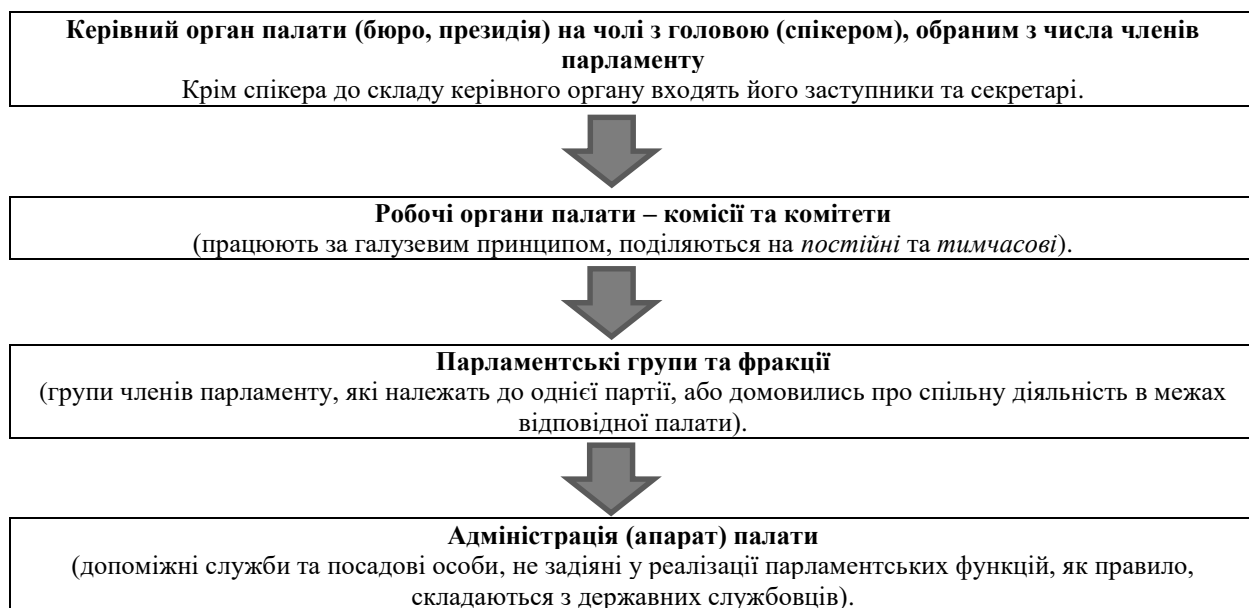 Керівний орган палати (бюро, президія) на чолі з головою (спікером), обраним з числа членів
парламенту
Крім спікера до складу керівного органу входять його заступники та секретарі.
Робочі органи палати – комісії та комітети
(працюють за галузевим принципом, поділяються на постійні та тимчасові).
Парламентські групи та фракції
(групи членів парламенту, які належать до однієї партії, або домовились про спільну діяльність в межах
відповідної палати).
Адміністрація (апарат) палати
(допоміжні служби та посадові особи, не задіяні у реалізації парламентських функцій, як правило,
складаються з державних службовців).